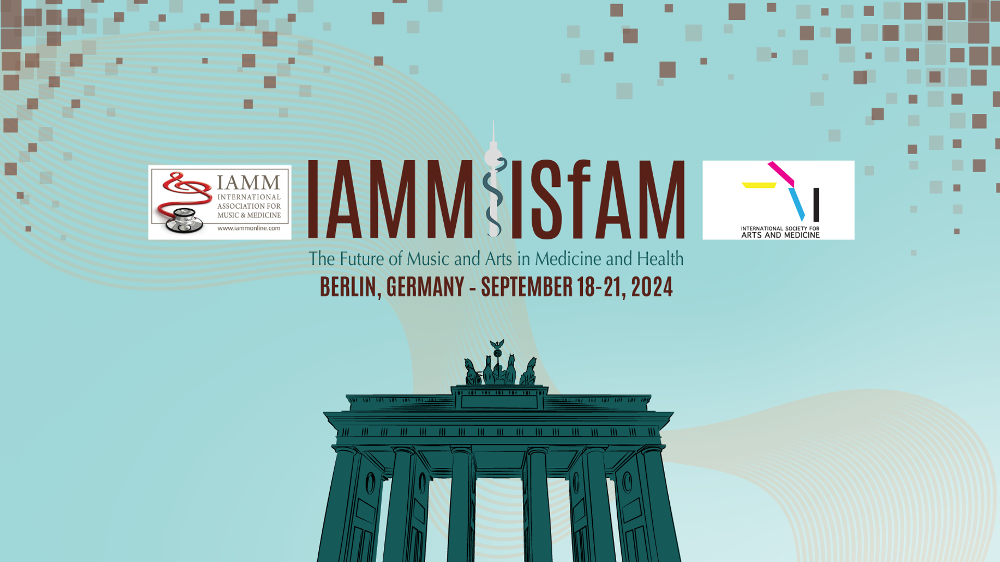 IAMM
INTERNATIONAL
ASSOCIATION FOR
MUSIC & MEDICINE
www.iammonline.com
IAMM ISfAM
INTERNATIONAL SOCIETY FOR
ARTS AND MEDICINE
The Future of Music and Arts in Medicine and Health
BERLIN, GERMANY - SEPTEMBER 18-21, 2024